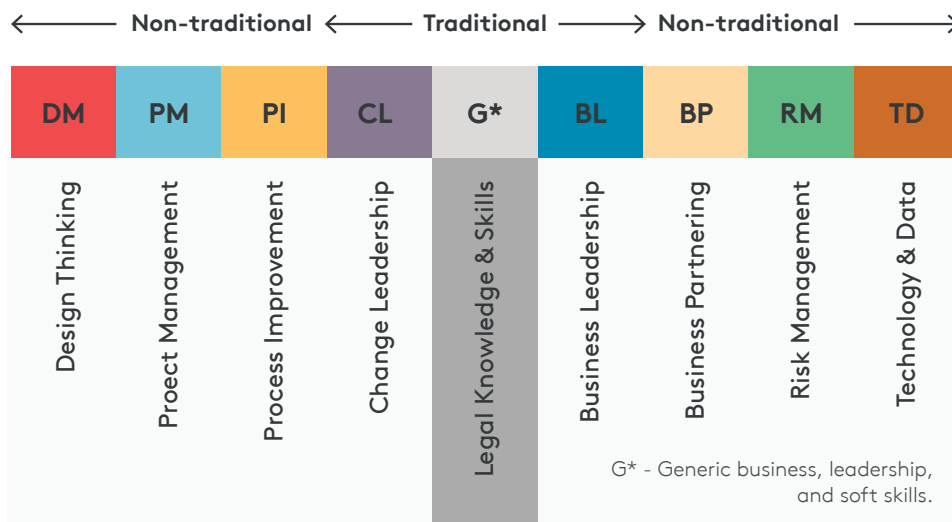 Non-traditional Traditional Non-traditional
DM PM PI CL G* BL BP RM TD
Design Thinking
Proect Management
Process Improvement
Change Leadership
Legal Knowledge & Skills
Business Leadership
Business Partnering
Risk Management
Technology & Data
G* - Generic business, leadership,
and soft skills.